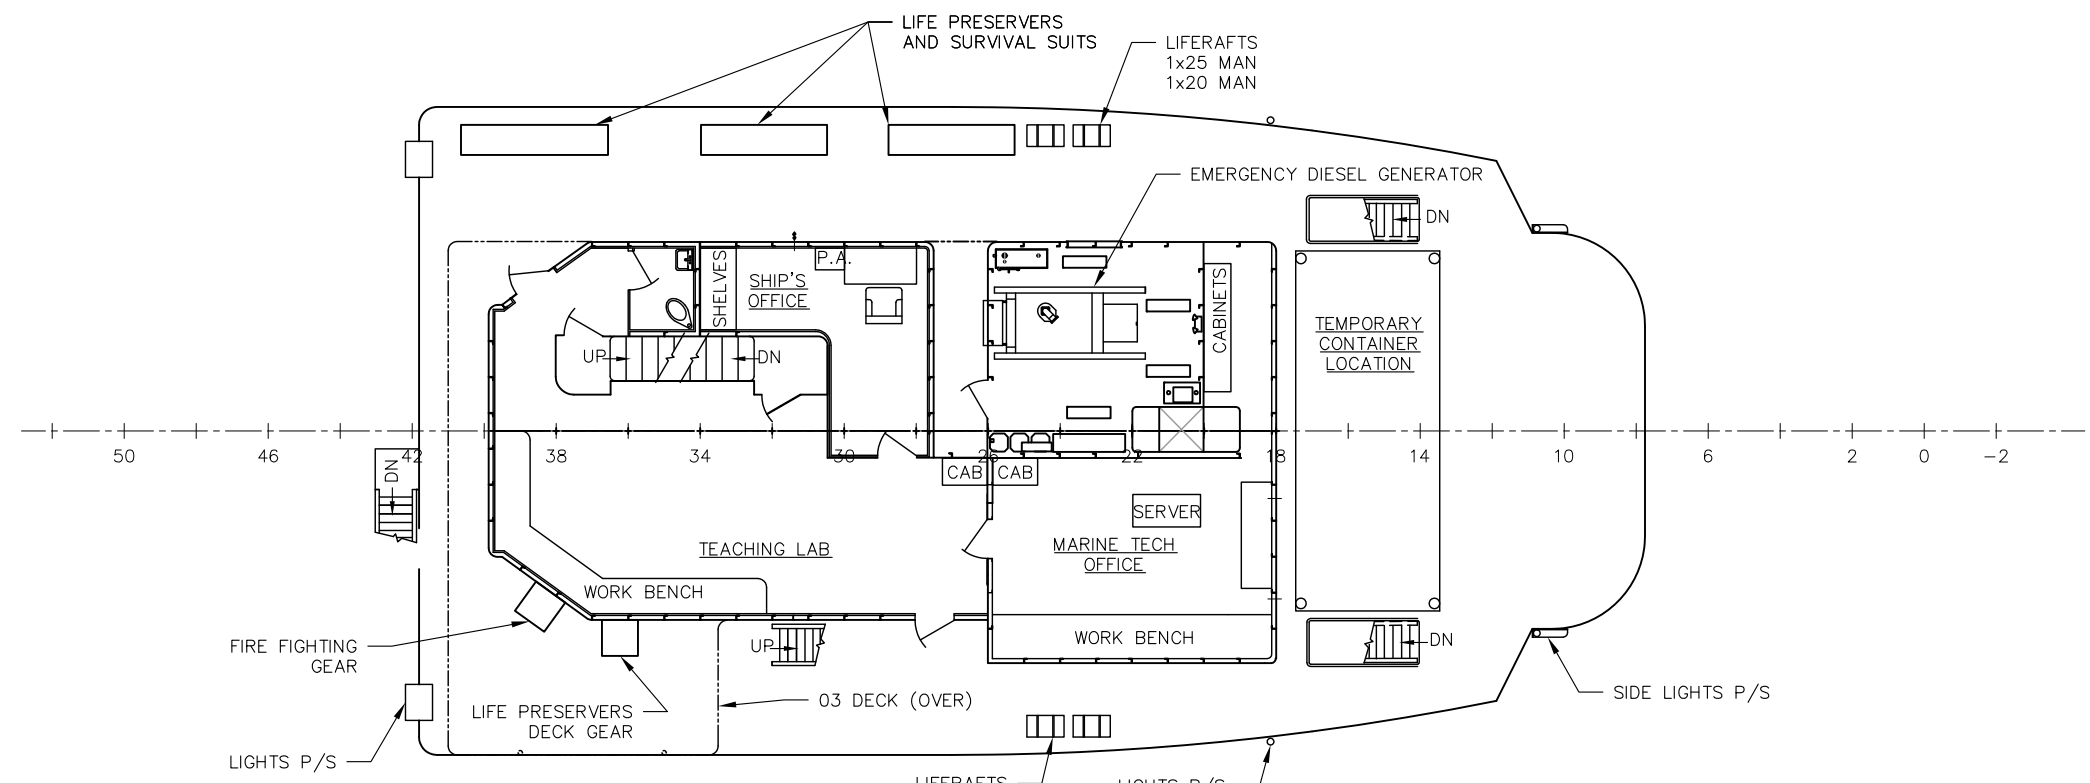 LIFE PRESERVERS
AND SURVIVAL SUITS
LIFERAFTS
1x25 MAN
1x20 MAN
EMERGENCY DIESEL GENERATOR
DN
P.A.
SHELVES
SHIP'S
OFFICE
CABINETS
TEMPORARY
CONTAINER
LOCATION
UP
DN
50
46
42
38
34
30
26
22
18
14
10
6
2
0
-2
DN
CAB
CAB
SERVER
TEACHING LAB
MARINE TECH
OFFICE
WORK BENCH
WORK BENCH
UP
DN
FIRE FIGHTING
GEAR
LIFE PRESERVERS
DECK GEAR
03 DECK (OVER)
SIDE LIGHTS P/S
LIGHTS P/S
LIFERAFTS
LIGHTS P/S